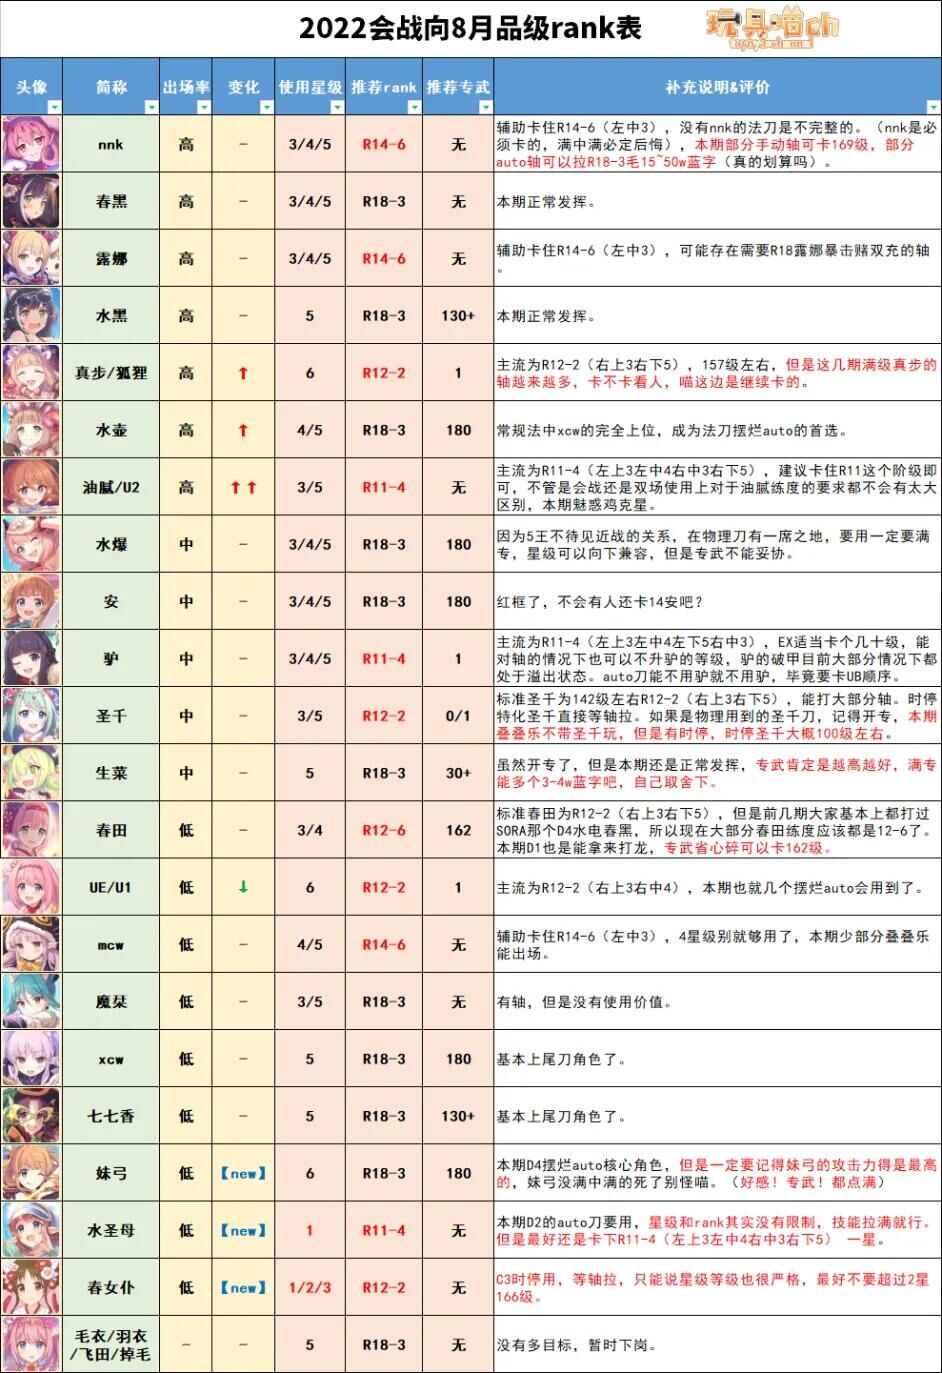 2022会战向8月品级rank表
玩具喵ch
头像 简称 出场率 变化 使用星级 推荐rank 推荐专武 补充说明&评价
nnk 高 - 3/4/5 R14-6 无
辅助卡住R14-6（左中3），没有nnk的法刀是不完整的。（nnk是必
须卡的，满中满必定后悔），本期部分手动轴可卡169级，部分
auto轴可以拉R18-3毛15~50w蓝字（真的划算吗）。
春黑 高 - 3/4/5 R18-3 无 本期正常发挥。
露娜 高 - 3/4/5 R14-6 无
辅助卡住R14-6（左中3），可能存在需要R18露娜暴击赌双充的轴
。
水黑 高 - 5 R18-3 130+ 本期正常发挥。
真步/狐狸 高 ↑ 6 R12-2 1
主流为R12-2（右上3右下5），157级左右，但是这几期满级真步的
轴越来越多，卡不卡看人，喵这边是继续卡的。
水壶 高 ↑ 4/5 R18-3 180 常规法中xcw的完全上位，成为法刀摆烂auto的首选。
油腻/U2 高 ↑↑ 3/5 R11-4 无
主流为R11-4（左上3左中4右中3右下5），建议卡住R11这个阶级即
可，不管是会战还是双场使用上对于油腻练度的要求都不会有太大
区别，本期魅惑鸡克星。
水爆 中 - 3/4/5 R18-3 180
因为5王不待见近战的关系，在物理刀有一席之地，要用一定要满
专，星级可以向下兼容，但是专武不能妥协。
安 中 - 3/4/5 R18-3 180 红框了，不会有人还卡14安吧？
驴 中 - 3/4/5 R11-4 1
主流为R11-4（左上3左中4左下5右中3），EX适当卡个几十级，能
对轴的情况下也可以不升驴的等级，驴的破甲目前大部分情况下都
处于溢出状态。auto刀能不用驴就不用驴，毕竟要卡UB顺序。
圣千 中 - 3/5 R12-2 0/1
标准圣千为142级左右R12-2（右上3右下5），能打大部分轴。时停
特化圣千直接等轴拉。如果是物理用到的圣千刀，记得开专，本期
叠叠乐不带圣千玩，但是有时停，时停圣千大概100级左右。
生菜 中 - 5 R18-3 30+
虽然开专了，但是本期还是正常发挥，专武肯定是越高越好，满专
能多个3-4w蓝字吧，自己取舍下。
春田 低 - 3/4 R12-6 162
标准春田为R12-2（右上3右下5），但是前几期大家基本上都打过
SORA那个D4水电春黑，所以现在大部分春田练度应该都是12-6了。
本期D1也是能拿来打龙，专武省心碎可以卡162级。
UE/U1 低 ↓ 6 R12-2 1 主流为R12-2（右上3右中4），本期也就几个摆烂auto会用到了。
mcw 低 - 4/5 R14-6 无
辅助卡住R14-6（左中3），4星级别就够用了，本期少部分叠叠乐
能出场。
魔栞 低 - 3/5 R18-3 无 有轴，但是没有使用价值。
xcw 低 - 5 R18-3 180 基本上尾刀角色了。
七七香 低 - 5 R18-3 130+ 基本上尾刀角色了。
妹弓 低 【new】 6 R18-3 180
本期D4摆烂auto核心角色，但是一定要记得妹弓的攻击力得是最高
的，妹弓没满中满的死了别怪喵。（好感！专武！都点满）
水圣母 低 【new】 1 R11-4 无
本期D2的auto刀要用，星级和rank其实没有限制，技能拉满就行。
但是最好还是卡下R11-4（左上3左中4右中3右下5） 一星。
春女仆 低 【new】 1/2/3 R12-2 无
C3时停用，等轴拉，只能说星级等级也很严格，最好不要超过2星
166级。
毛衣/羽衣
/飞田/掉毛 - - 5 R18-3 无 没有多目标，暂时下岗。